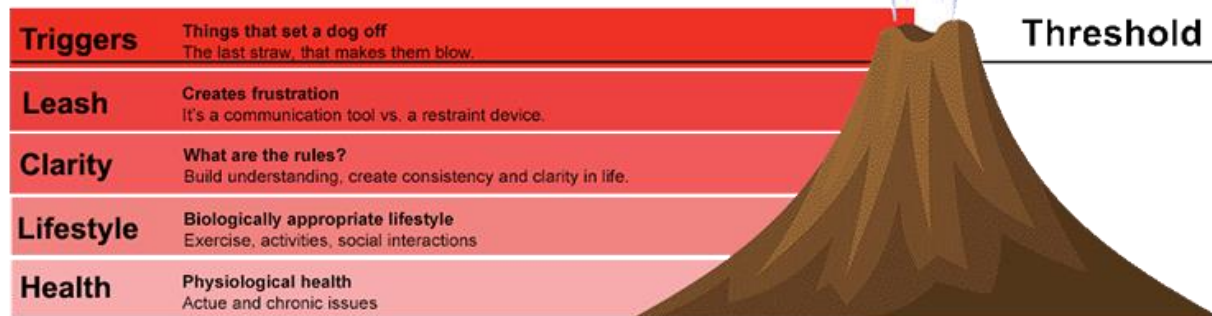 Triggers
Things that set a dog off
The last straw, that makes them blow.
Threshold
Leash
Creates frustration
It's a communication tool vs. a restraint device.
Clarity
What are the rules?
Build understanding, create consistency and clarity in life.
Lifestyle
Biologically appropriate lifestyle
Exercise, activities, social interactions
Health
Physiological health
Actue and chronic issues